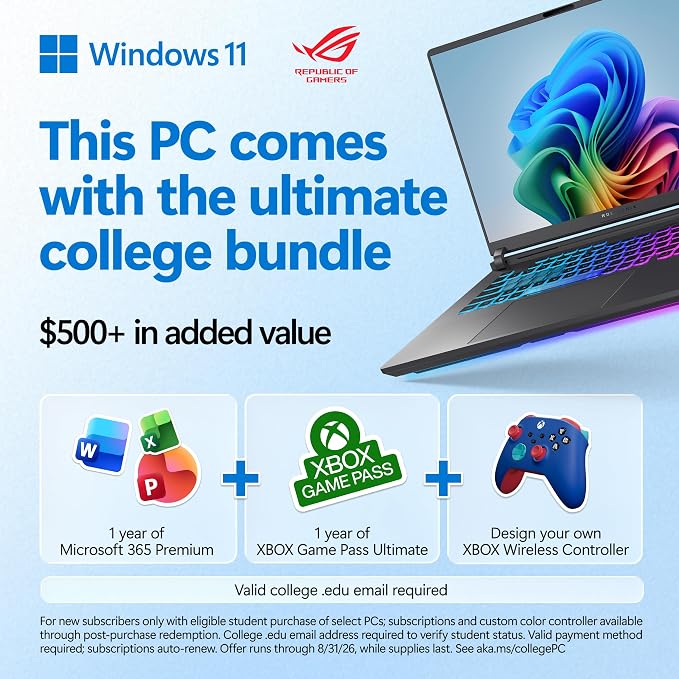 Windows 11
REPUBLIC OF
GAMERS
This PC comes
with the ultimate
college bundle
$500+ in added value
W
X
P
XBOX
GAME PASS
1 year of
Microsoft 365 Premium
1 year of
XBOX Game Pass Ultimate
Design your own
XBOX Wireless Controller
Valid college .edu email required
For new subscribers only with eligible student purchase of select PCs; subscriptions and custom color controller available
through post-purchase redemption. College .edu email address required to verify student status. Valid payment method
required; subscriptions auto-renew. Offer runs through 8/31/26, while supplies last. See aka.ms/collegePC